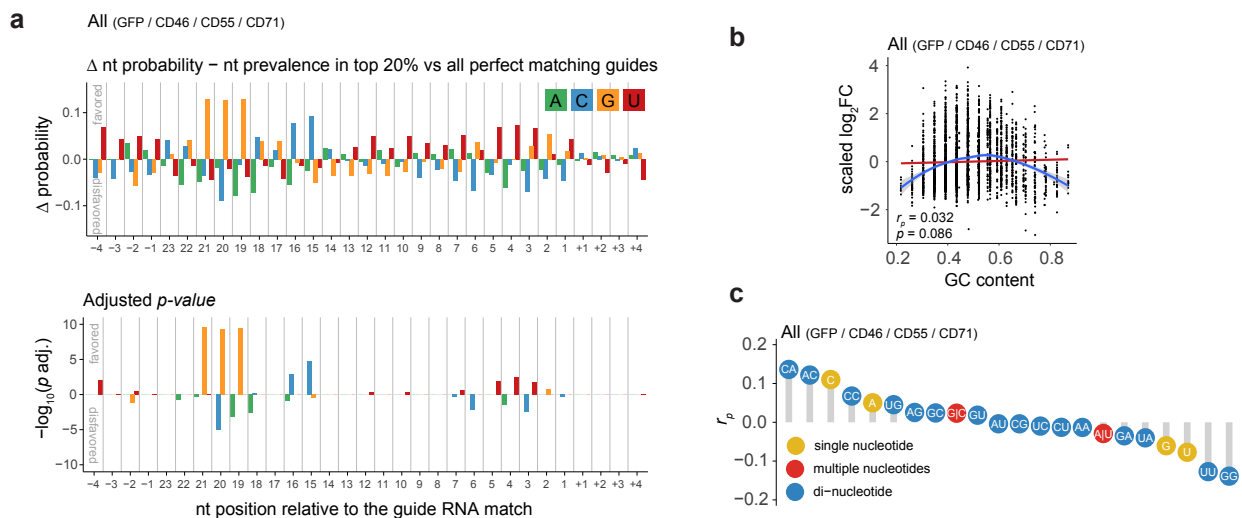 a
All (GFP / CD46 / CD55 / CD71)
Δ nt probability − nt prevalence in top 20% vs all perfect matching guides
A C G U
favored
disfavored
Δ probability
0.1
0.0
−0.1
−4 −3 −2 −1 23 22 21 20 19 18 17 16 15 14 13 12 11 10 9 8 7 6 5 4 3 2 1 +1 +2 +3 +4
Adjusted p-value
favored
disfavored
−log10(p adj.)
10
5
0
−5
−10
−4 −3 −2 −1 23 22 21 20 19 18 17 16 15 14 13 12 11 10 9 8 7 6 5 4 3 2 1 +1 +2 +3 +4
nt position relative to the guide RNA match
b
All (GFP / CD46 / CD55 / CD71)
scaled log2FC
4
2
0
−2
rp = 0.032
p = 0.086
0.2 0.4 0.6 0.8
GC content
c
All (GFP / CD46 / CD55 / CD71)
rp
0.2
0.1
0.0
−0.1
−0.2
CA AC C CC A UG AG GC G|C GU AU CG UC CU AA A|U GA UA G U UU GG
single nucleotide
multiple nucleotides
di-nucleotide